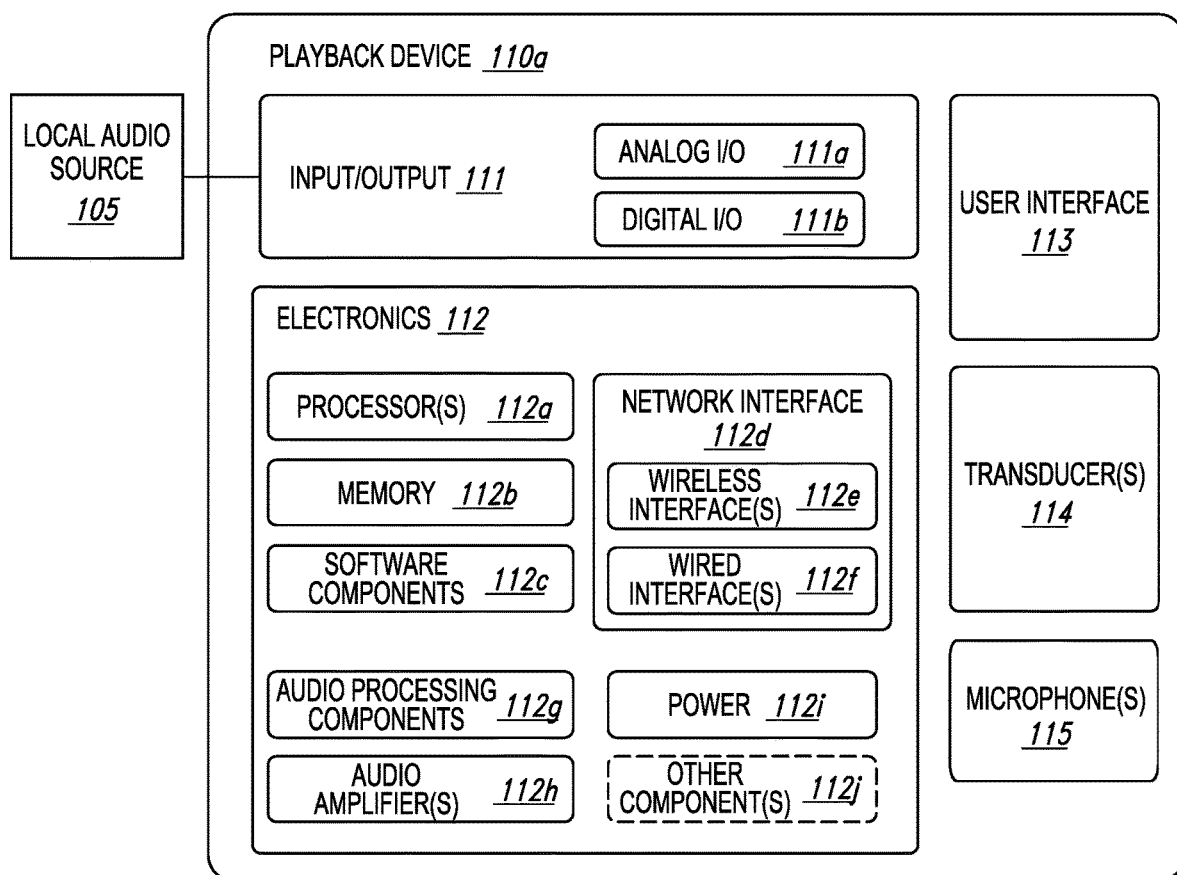 PLAYBACK DEVICE 110a
LOCAL AUDIO
SOURCE
105
INPUT/OUTPUT 111
ANALOG I/O 111a
DIGITAL I/O 111b
USER INTERFACE
113
ELECTRONICS 112
PROCESSOR(S) 112a
MEMORY 112b
SOFTWARE
COMPONENTS 112c
NETWORK INTERFACE
112d
WIRELESS
INTERFACE(S) 112e
WIRED
INTERFACE(S) 112f
AUDIO PROCESSING
COMPONENTS 112g
AUDIO
AMPLIFIER(S) 112h
POWER 112i
OTHER
COMPONENT(S) 112j
TRANSDUCER(S)
114
MICROPHONE(S)
115